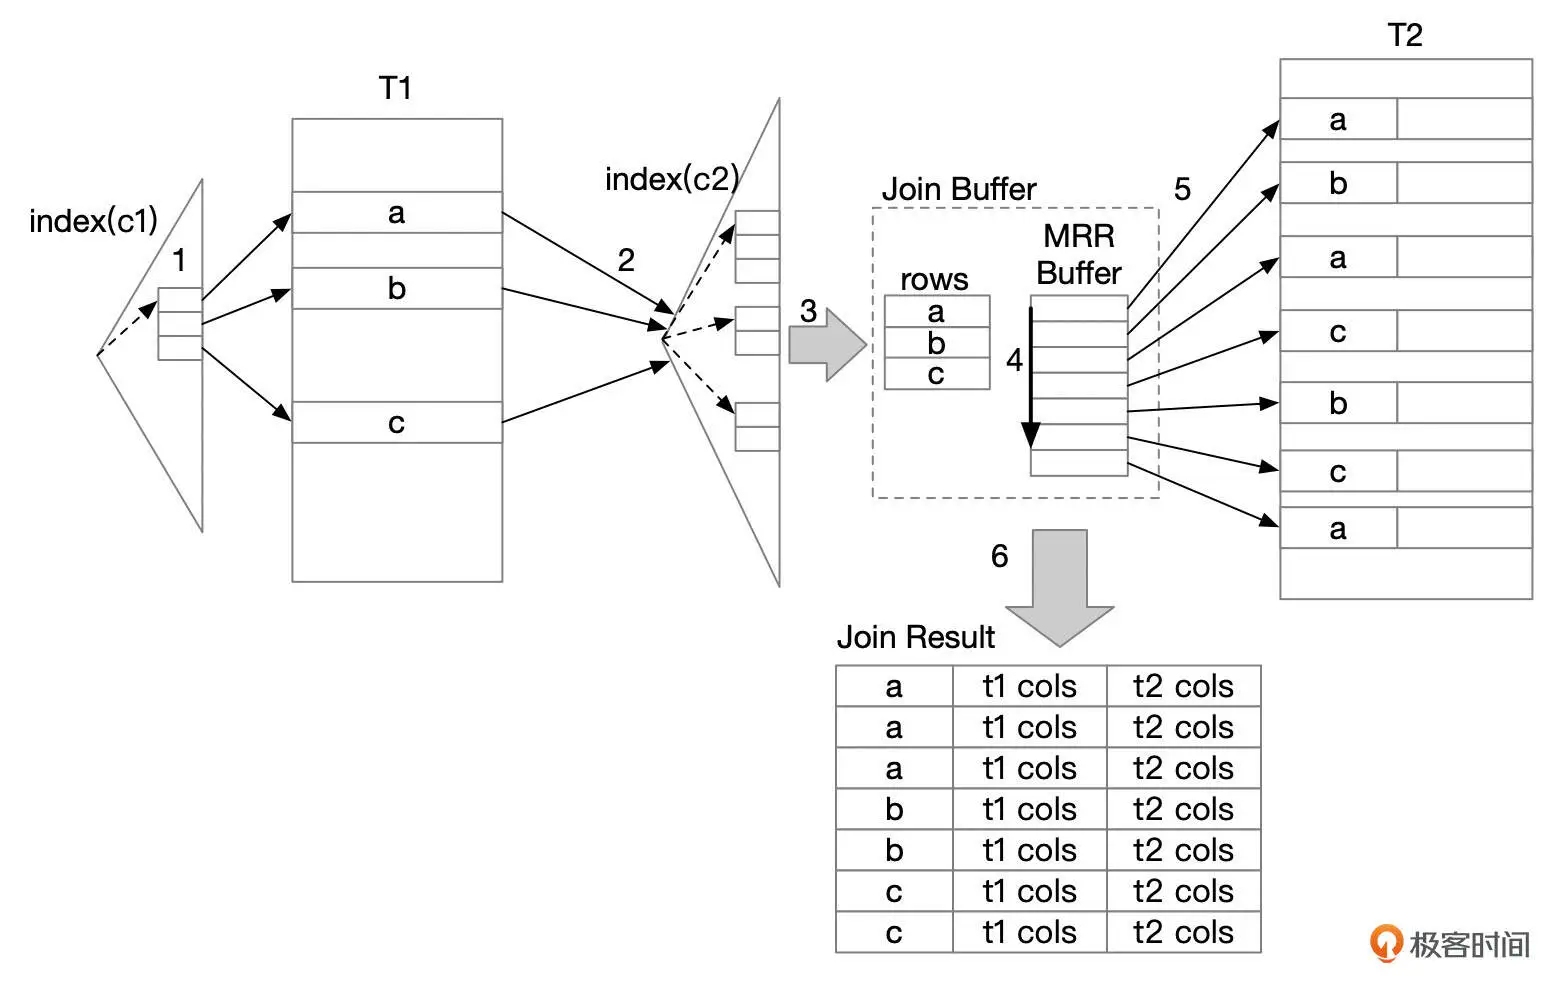 T1
T2
index(c1)
1
a
b
c
2
index(c2)
3
Join Buffer
rows
a
b
c
MRR
Buffer
4
5
a
b
a
c
b
c
a
6
Join Result
a t1 cols t2 cols
a t1 cols t2 cols
a t1 cols t2 cols
b t1 cols t2 cols
b t1 cols t2 cols
c t1 cols t2 cols
c t1 cols t2 cols
极客时间